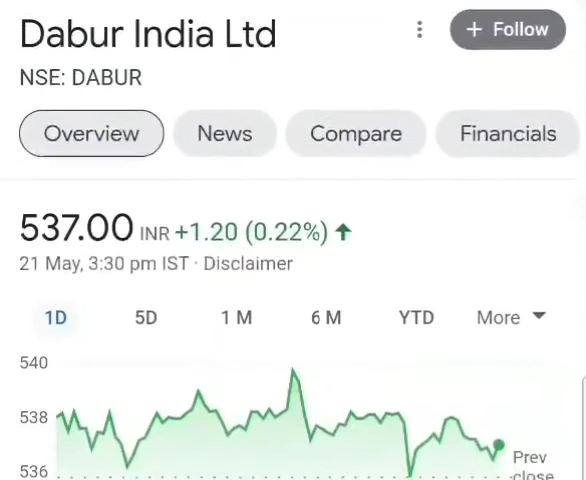 Dabur India Ltd
+ Follow
NSE: DABUR
Overview News Compare Financials
537.00 INR +1.20 (0.22%) ↑
21 May, 3:30 pm IST · Disclaimer
1D 5D 1 M 6 M YTD More
540
538
536
Prev
close